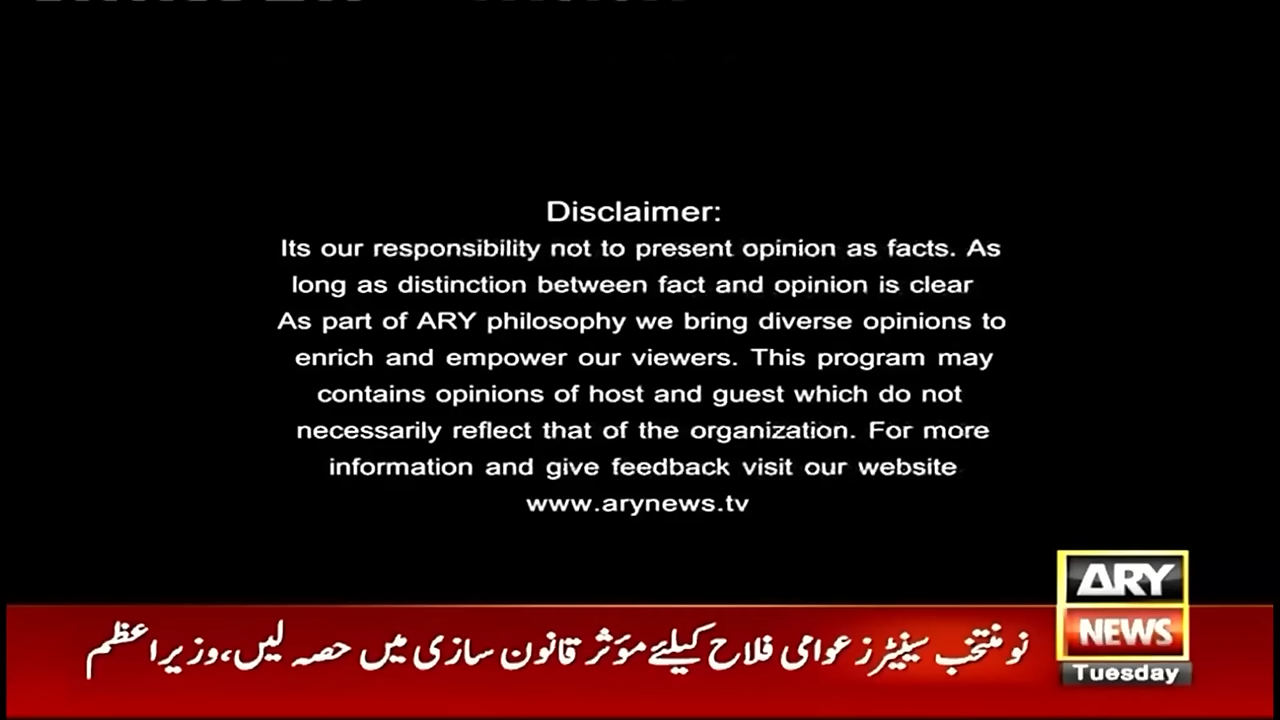 Disclaimer:
Its our responsibility not to present opinion as facts. As
long as distinction between fact and opinion is clear
As part of ARY philosophy we bring diverse opinions to
enrich and empower our viewers. This program may
contains opinions of host and guest which do not
necessarily reflect that of the organization. For more
information and give feedback visit our website
www.arynews.tv
ARY
NEWS
Tuesday
نو منتخب سینیٹرز عوامی فلاح کیلئے مؤثر قانون سازی میں حصہ لیں،وزیراعظم